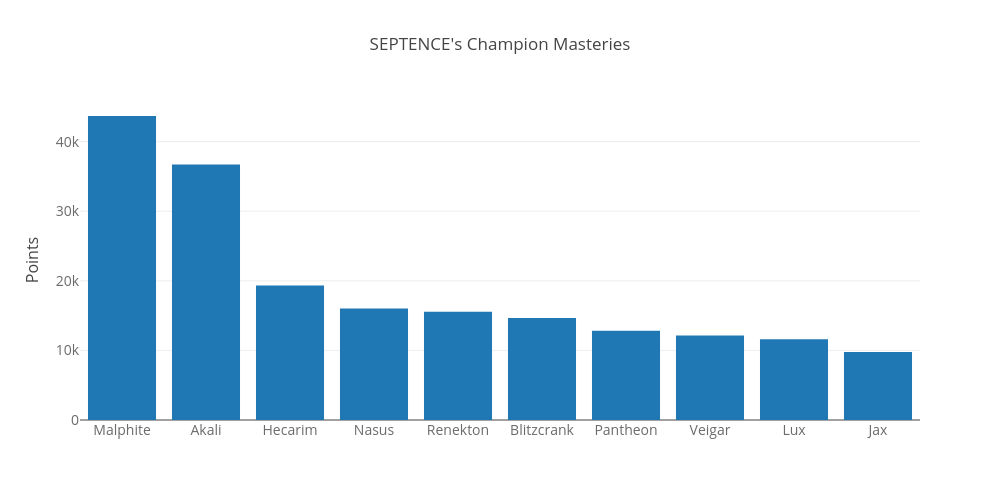 SEPTENCE's Champion Masteries
Points
40k
30k
20k
10k
0
Malphite Akali Hecarim Nasus Renekton Blitzcrank Pantheon Veigar Lux Jax